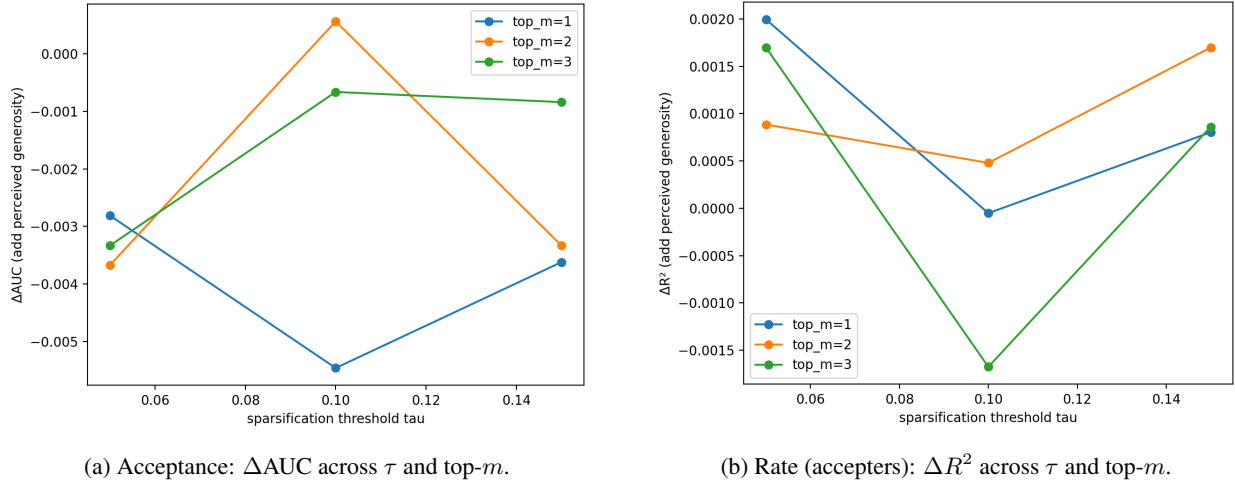 0.000
−0.001
−0.002
−0.003
−0.004
−0.005
ΔAUC (add perceived generosity)
top_m=1
top_m=2
top_m=3
0.06 0.08 0.10 0.12 0.14
sparsification threshold tau
(a) Acceptance: ΔAUC across τ and top-m.
0.0020
0.0015
0.0010
0.0005
0.0000
−0.0005
−0.0010
−0.0015
ΔR² (add perceived generosity)
top_m=1
top_m=2
top_m=3
0.06 0.08 0.10 0.12 0.14
sparsification threshold tau
(b) Rate (accepters): ΔR² across τ and top-m.